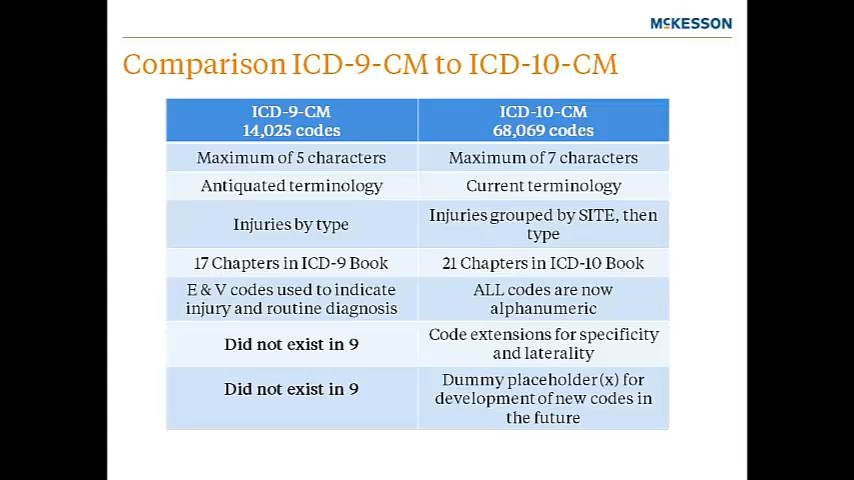 MCKESSON
Comparison ICD-9-CM to ICD-10-CM
ICD-9-CM
14,025 codes
ICD-10-CM
68,069 codes
Maximum of 5 characters
Maximum of 7 characters
Antiquated terminology
Current terminology
Injuries by type
Injuries grouped by SITE, then
type
17 Chapters in ICD-9 Book
21 Chapters in ICD-10 Book
E & V codes used to indicate
injury and routine diagnosis
ALL codes are now
alphanumeric
Did not exist in 9
Code extensions for specificity
and laterality
Did not exist in 9
Dummy placeholder (x) for
development of new codes in
the future